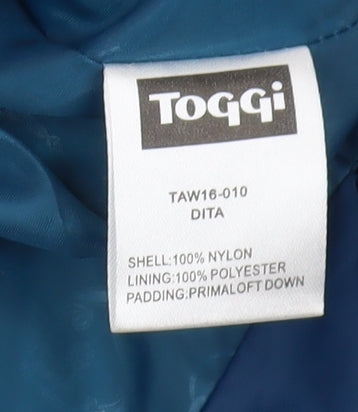 TOGGi
TAW16-010
DITA
SHELL:100% NYLON
LINING:100% POLYESTER
PADDING:PRIMALOFT DOWN